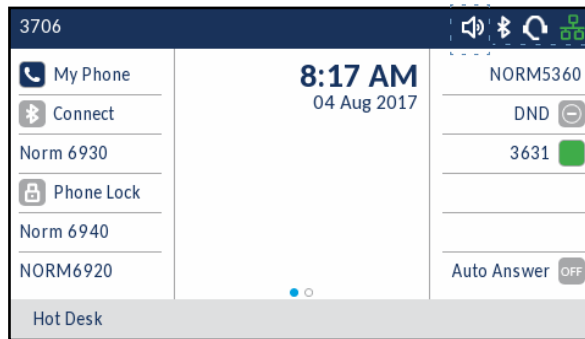 3706
My Phone
Connect
Norm 6930
Phone Lock
Norm 6940
NORM6920
8:17 AM
04 Aug 2017
NORM5360
DND
3631
Auto Answer OFF
Hot Desk